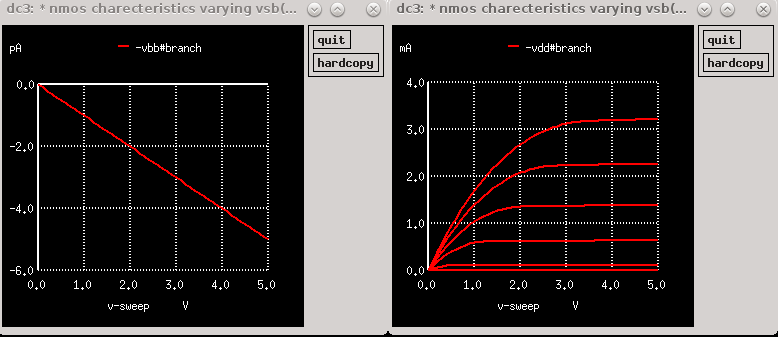 dc3: * nmos charecteristics varying vsb(...
pA
-vbb#branch
0.0
-2.0
-4.0
-6.0
0.0 1.0 2.0 3.0 4.0 5.0
v-sweep V
quit
hardcopy
dc3: * nmos charecteristics varying vsb(...
mA
-vdd#branch
4.0
3.0
2.0
1.0
0.0
0.0 1.0 2.0 3.0 4.0 5.0
v-sweep V
quit
hardcopy